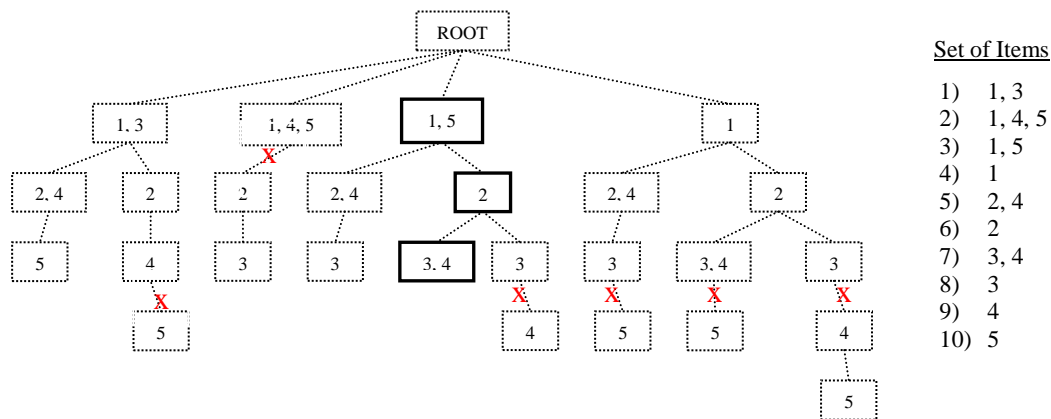 ROOT
Set of Items
1) 1, 3
2) 1, 4, 5
3) 1, 5
4) 1
5) 2, 4
6) 2
7) 3, 4
8) 3
9) 4
10) 5
1, 3
1, 4, 5
1, 5
1
X
2, 4
2
2
2, 4
2
2, 4
2
5
4
3
3
3, 4
3
3
3, 4
3
X
X
X
X
X
5
4
5
5
4
5